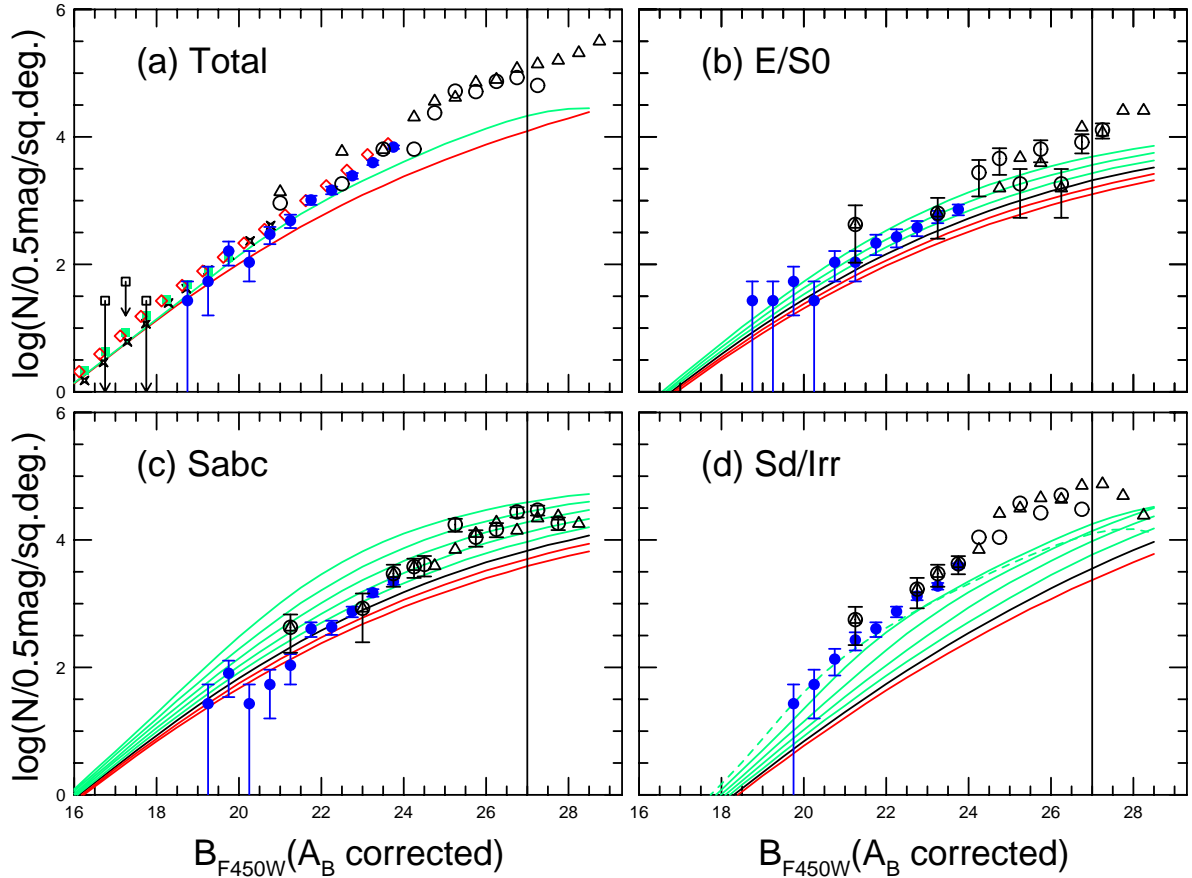 (a) Total
(b) E/S0
log(N/0.5mag/sq.deg.)
6
4
2
0
(c) Sabc
(d) Sd/Irr
log(N/0.5mag/sq.deg.)
6
4
2
0
16 18 20 22 24 26 28
16 18 20 22 24 26 28
B_F450W(A_B corrected)
B_F450W(A_B corrected)